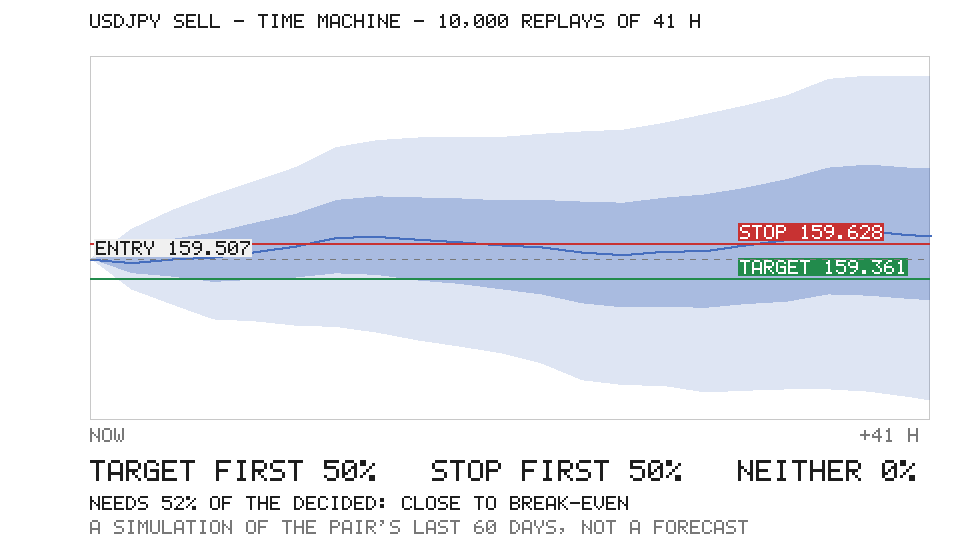 USDJPY SELL - TIME MACHINE - 10,000 REPLAYS OF 41 H
STOP 159.628
ENTRY 159.507
TARGET 159.361
NOW +41 H
TARGET FIRST 50% STOP FIRST 50% NEITHER 0%
NEEDS 52% OF THE DECIDED: CLOSE TO BREAK-EVEN
A SIMULATION OF THE PAIR'S LAST 60 DAYS, NOT A FORECAST